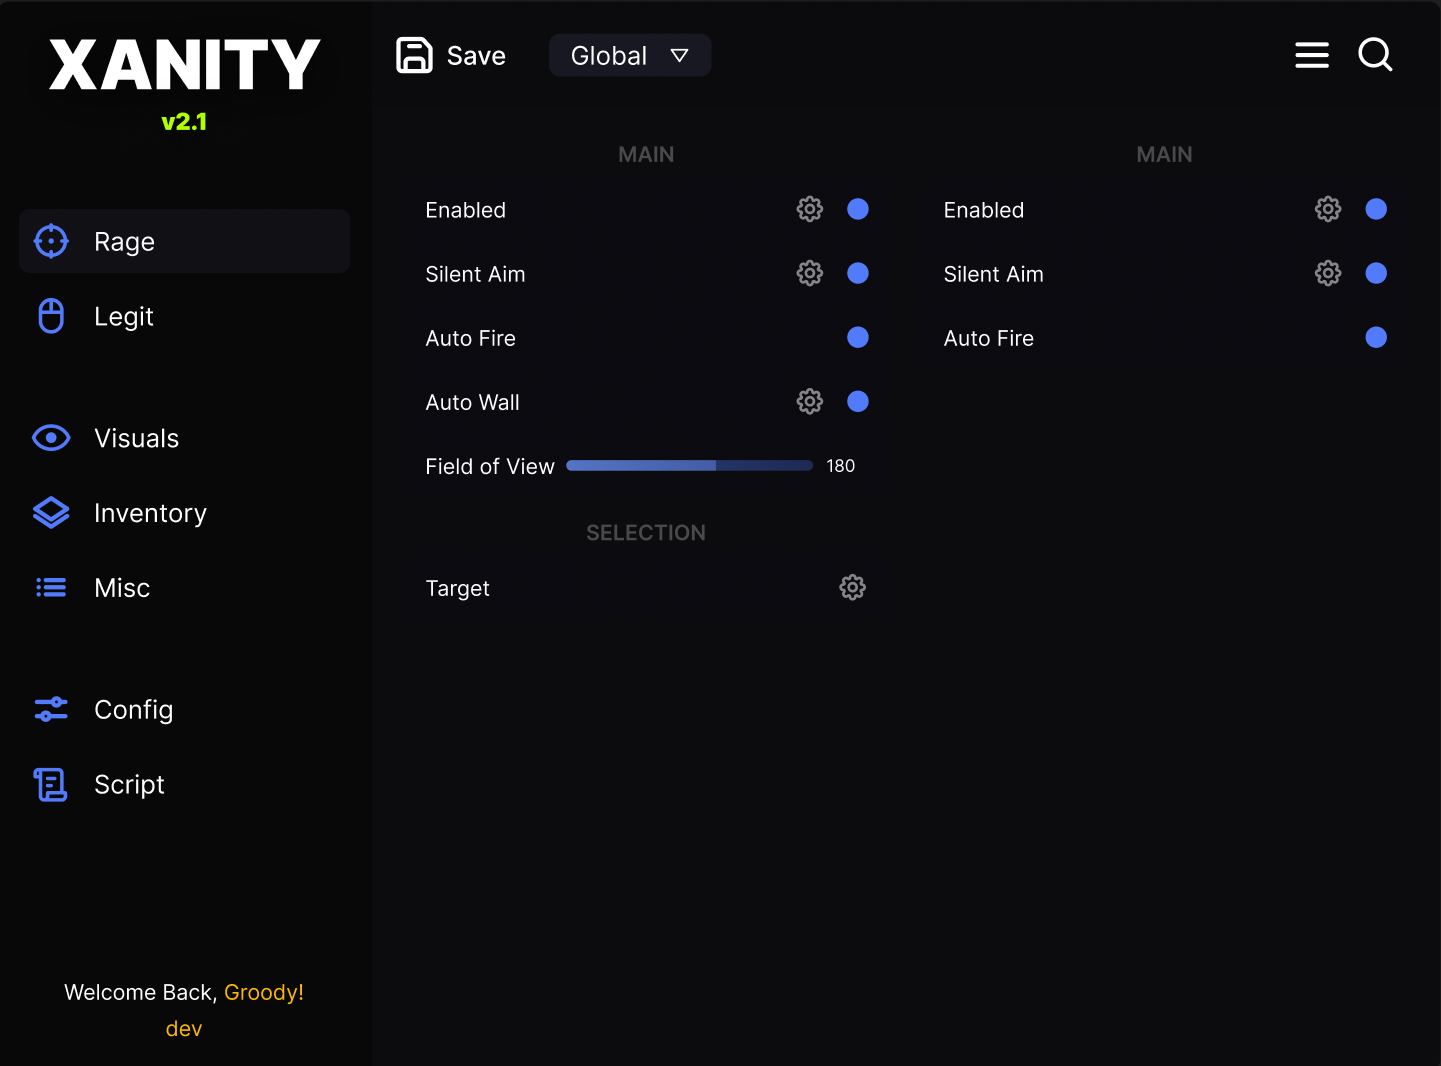 XANITY
v2.1
Rage
Legit
Visuals
Inventory
Misc
Config
Script
Welcome Back, Groody!
dev
Save
Global
MAIN
Enabled
Silent Aim
Auto Fire
Auto Wall
Field of View 180
SELECTION
Target
MAIN
Enabled
Silent Aim
Auto Fire